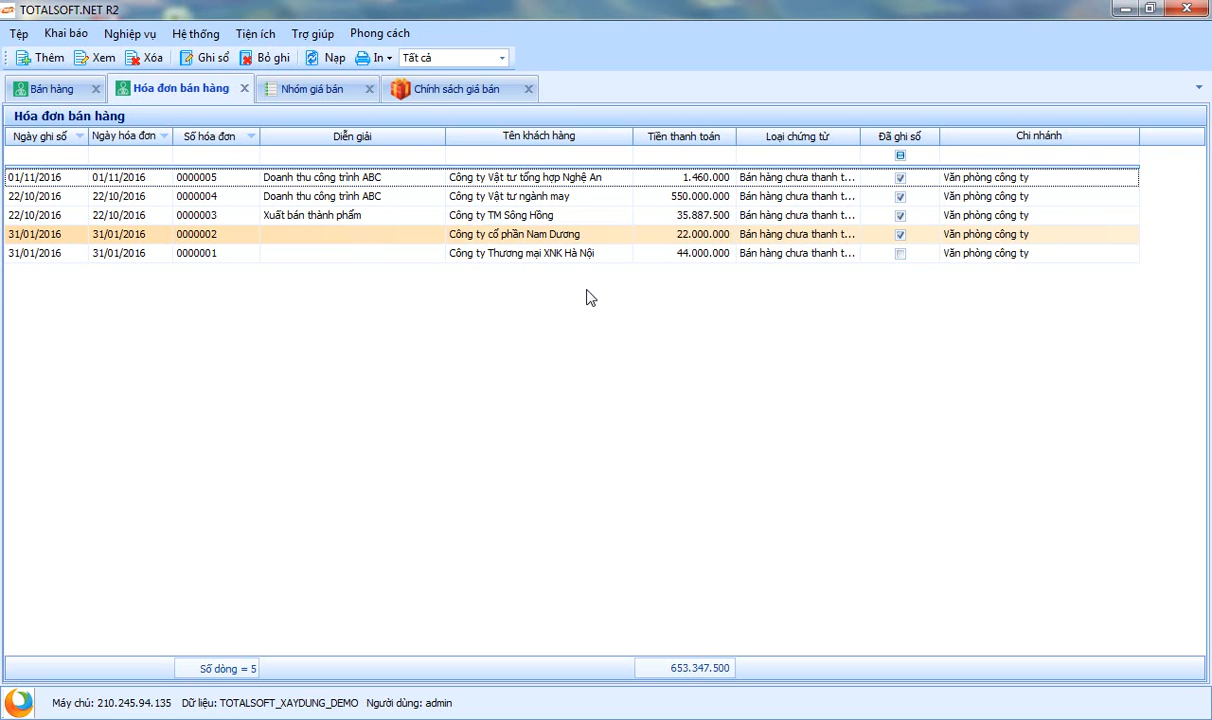 TOTALSOFT.NET R2
Tệp Khai báo Nghiệp vụ Hệ thống Tiện ích Trợ giúp Phong cách
Thêm Xem Xóa Ghi sổ Bỏ ghi Nạp In Tất cả
Bán hàng Hóa đơn bán hàng Nhóm giá bán Chính sách giá bán
Hóa đơn bán hàng
Ngày ghi sổ Ngày hóa đơn Số hóa đơn Diễn giải Tên khách hàng Tiền thanh toán Loại chứng từ Đã ghi sổ Chi nhánh
01/11/2016 01/11/2016 0000005 Doanh thu công trình ABC Công ty Vật tư tổng hợp Nghệ An 1.460.000 Bán hàng chưa thanh t... Văn phòng công ty
22/10/2016 22/10/2016 0000004 Doanh thu công trình ABC Công ty Vật tư ngành may 550.000.000 Bán hàng chưa thanh t... Văn phòng công ty
22/10/2016 22/10/2016 0000003 Xuất bán thành phẩm Công ty TM Sông Hồng 35.887.500 Bán hàng chưa thanh t... Văn phòng công ty
31/01/2016 31/01/2016 0000002 Công ty cổ phần Nam Dương 22.000.000 Bán hàng chưa thanh t... Văn phòng công ty
31/01/2016 31/01/2016 0000001 Công ty Thương mại XNK Hà Nội 44.000.000 Bán hàng chưa thanh t... Văn phòng công ty
Số dòng = 5 653.347.500
Máy chủ: 210.245.94.135 Dữ liệu: TOTALSOFT_XAYDUNG_DEMO Người dùng: admin